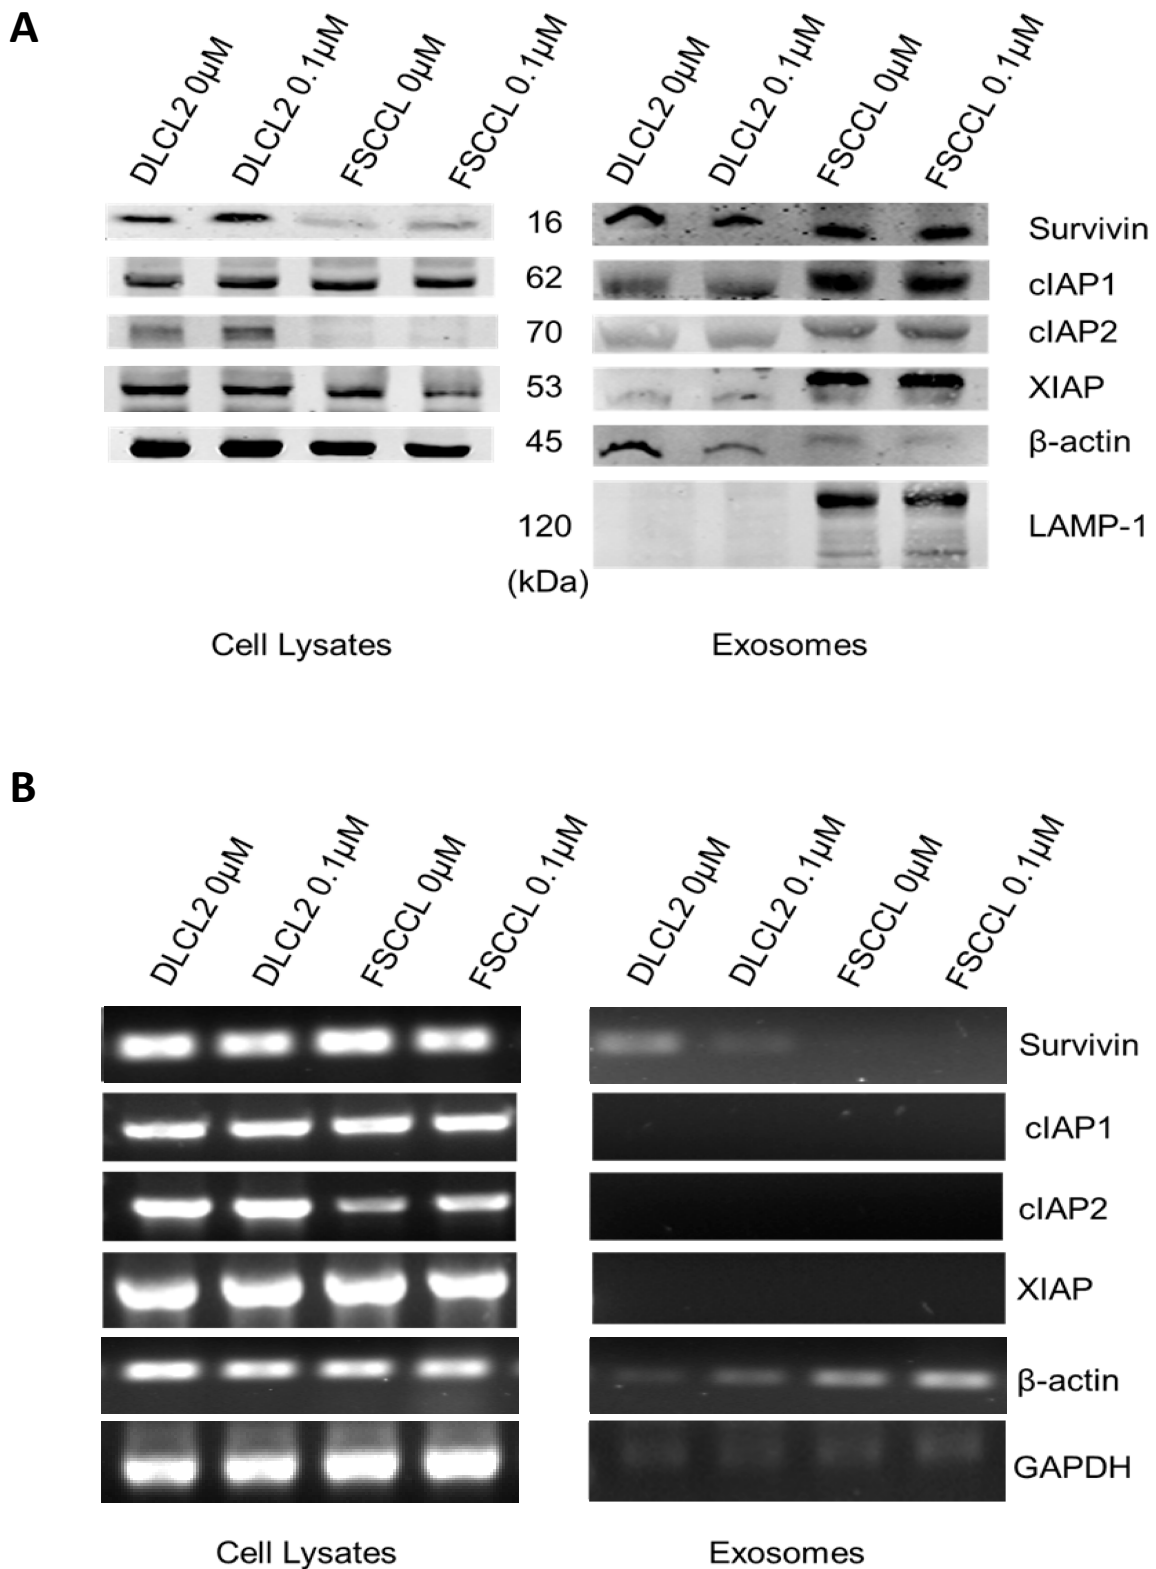 A
DLCL2 0µM
DLCL2 0.1µM
FSCCL 0µM
FSCCL 0.1µM
DLCL2 0µM
DLCL2 0.1µM
FSCCL 0µM
FSCCL 0.1µM
16
Survivin
62
cIAP1
70
cIAP2
53
XIAP
45
β-actin
120
LAMP-1
(kDa)
Cell Lysates
Exosomes
B
DLCL2 0µM
DLCL2 0.1µM
FSCCL 0µM
FSCCL 0.1µM
DLCL2 0µM
DLCL2 0.1µM
FSCCL 0µM
FSCCL 0.1µM
Survivin
cIAP1
cIAP2
XIAP
β-actin
GAPDH
Cell Lysates
Exosomes